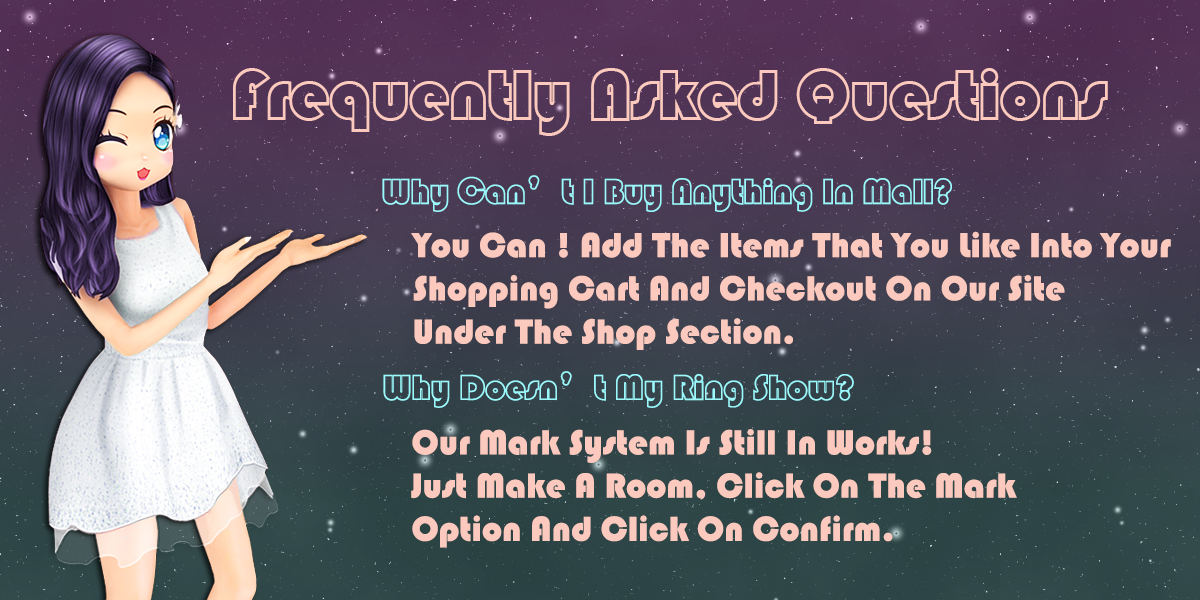 Frequently Asked Questions
Why Can't I Buy Anything In Mall?
You Can ! Add The Items That You Like Into Your
Shopping Cart And Checkout On Our Site
Under The Shop Section.
Why Doesn't My Ring Show?
Our Mark System Is Still In Works!
Just Make A Room, Click On The Mark
Option And Click On Confirm.